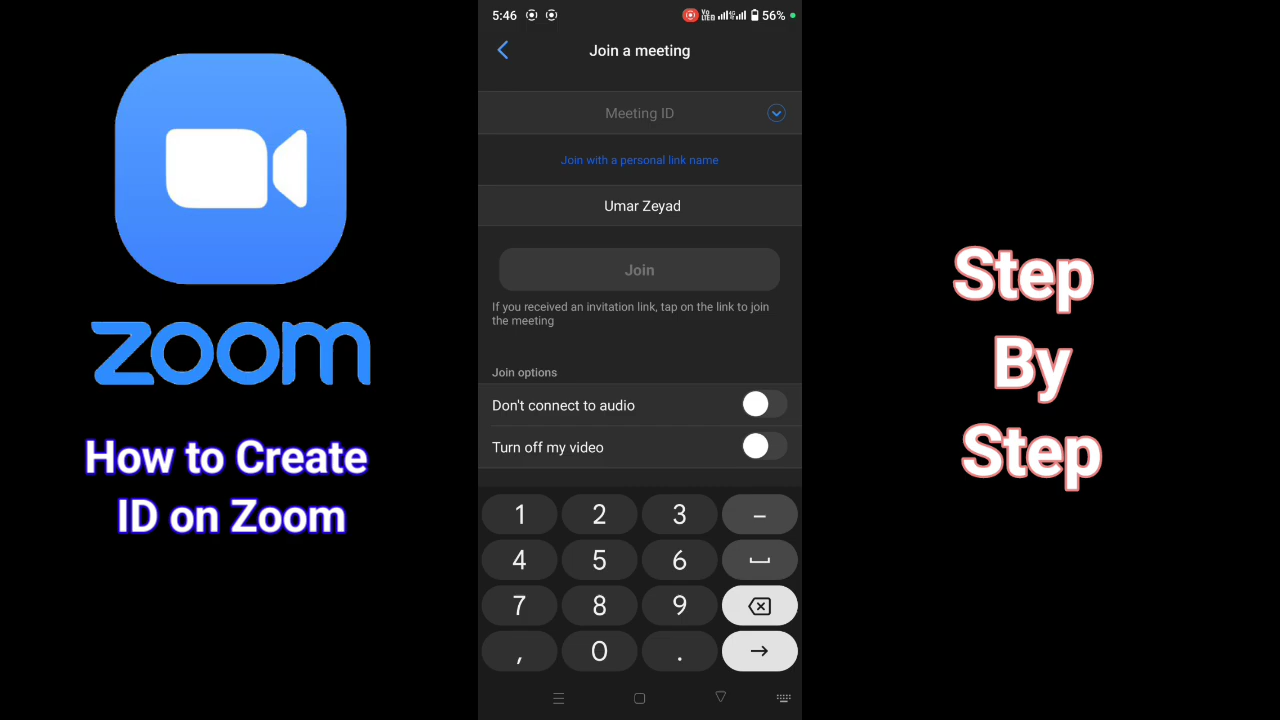 zoom
How to Create
ID on Zoom
5:46
Vo
LTE
4G
56%
Join a meeting
Meeting ID
Join with a personal link name
Umar Zeyad
Join
If you received an invitation link, tap on the link to join
the meeting
Join options
Don't connect to audio
Turn off my video
1 2 3 –
4 5 6
7 8 9
, 0 .
Step
By
Step